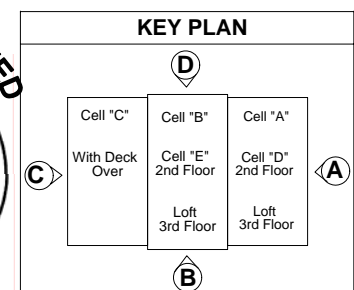 KEY PLAN
D
Cell "C"
With Deck
Over
Cell "B"
Cell "E"
2nd Floor
Loft
3rd Floor
Cell "A"
Cell "D"
2nd Floor
Loft
3rd Floor
C
A
B